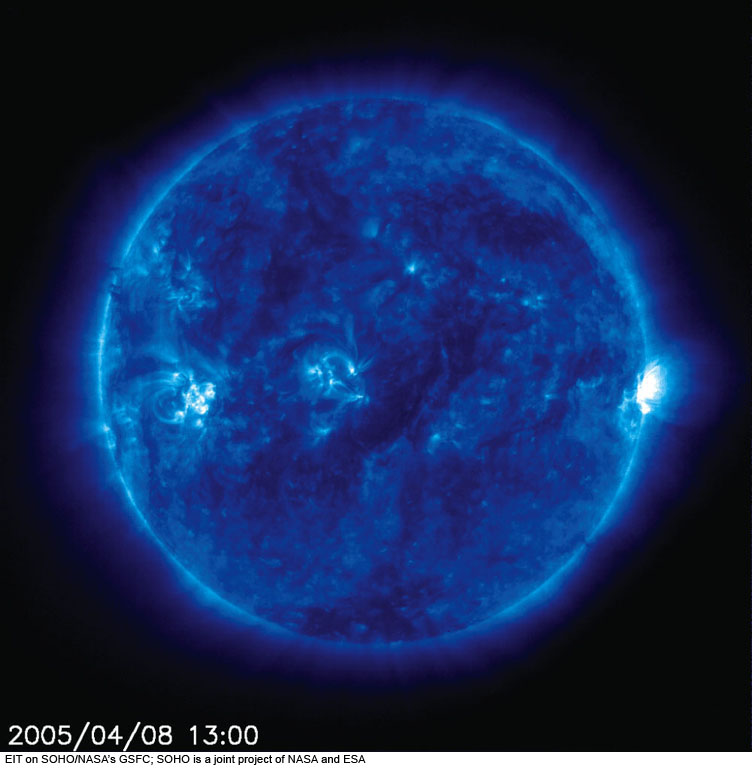 2005/04/08 13:00
EIT on SOHO/NASA's GSFC; SOHO is a joint project of NASA and ESA